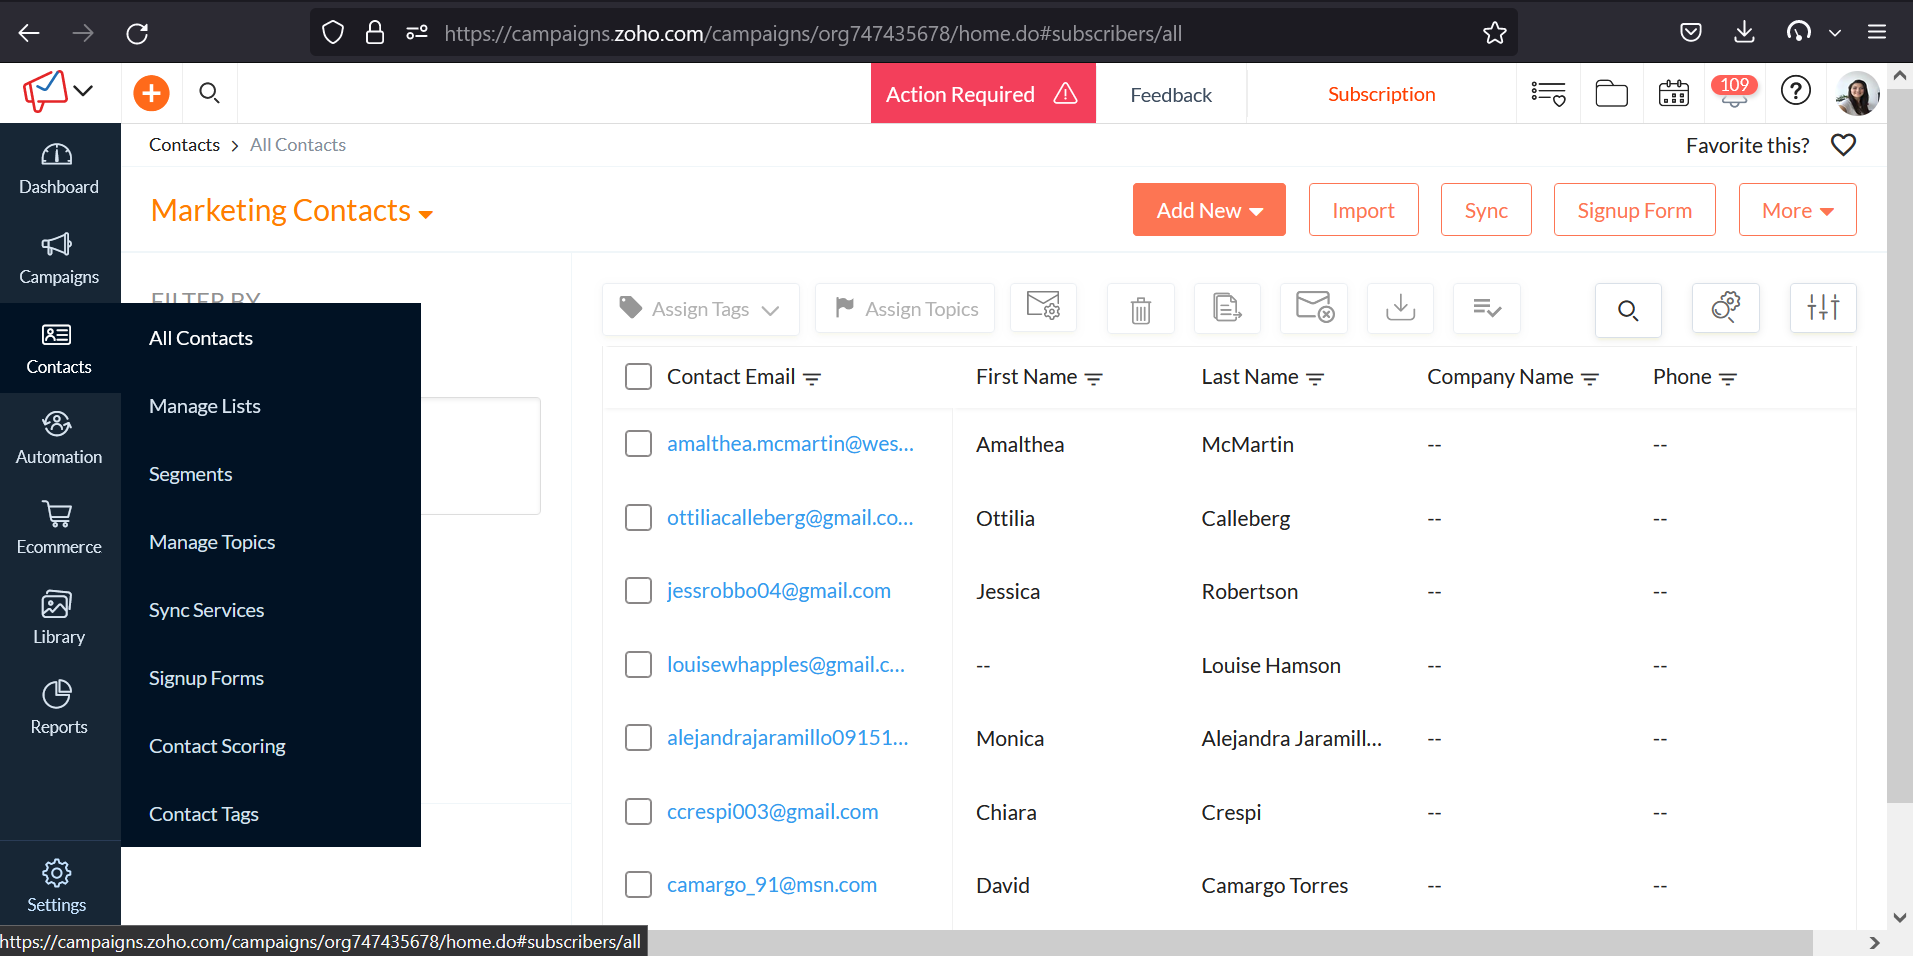 https://campaigns.zoho.com/campaigns/org747435678/home.do#subscribers/all
Action Required
Feedback
Subscription
109
Contacts > All Contacts
Favorite this?
Marketing Contacts
Add New
Import
Sync
Signup Form
More
Dashboard
Campaigns
Contacts
Automation
Ecommerce
Library
Reports
Settings
FILTER BY
All Contacts
Manage Lists
Segments
Manage Topics
Sync Services
Signup Forms
Contact Scoring
Contact Tags
Assign Tags
Assign Topics
Contact Email First Name Last Name Company Name Phone
amalthea.mcmartin@wes... Amalthea McMartin -- --
ottiliacalleberg@gmail.co... Ottilia Calleberg -- --
jessrobbo04@gmail.com Jessica Robertson -- --
louisewhapples@gmail.c... -- Louise Hamson -- --
alejandrajaramillo09151... Monica Alejandra Jaramill... -- --
ccrespi003@gmail.com Chiara Crespi -- --
camargo_91@msn.com David Camargo Torres -- --
https://campaigns.zoho.com/campaigns/org747435678/home.do#subscribers/all